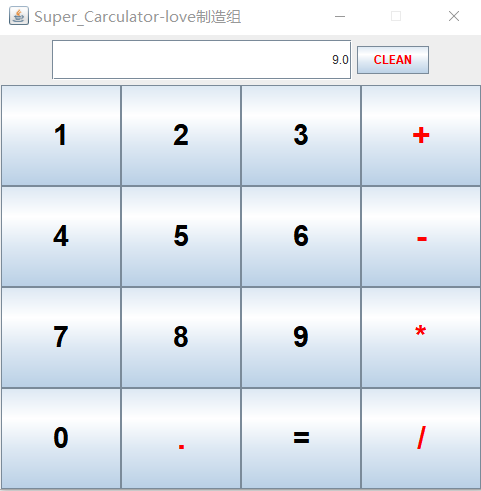 Super_Carculator-love制造组
9.0 CLEAN
1 2 3 +
4 5 6 -
7 8 9 *
0 . = /